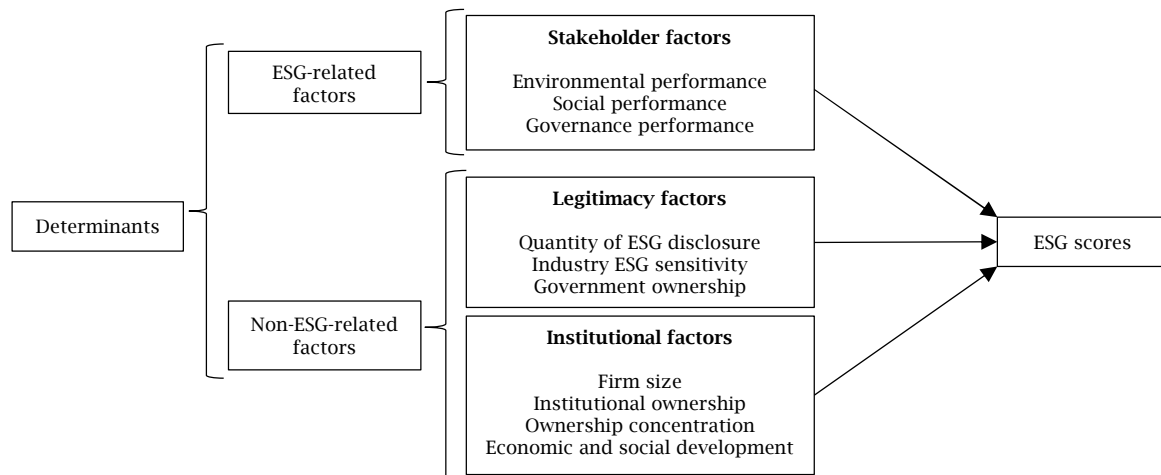 Determinants
ESG-related
factors
Non-ESG-related
factors
Stakeholder factors
Environmental performance
Social performance
Governance performance
Legitimacy factors
Quantity of ESG disclosure
Industry ESG sensitivity
Government ownership
Institutional factors
Firm size
Institutional ownership
Ownership concentration
Economic and social development
ESG scores